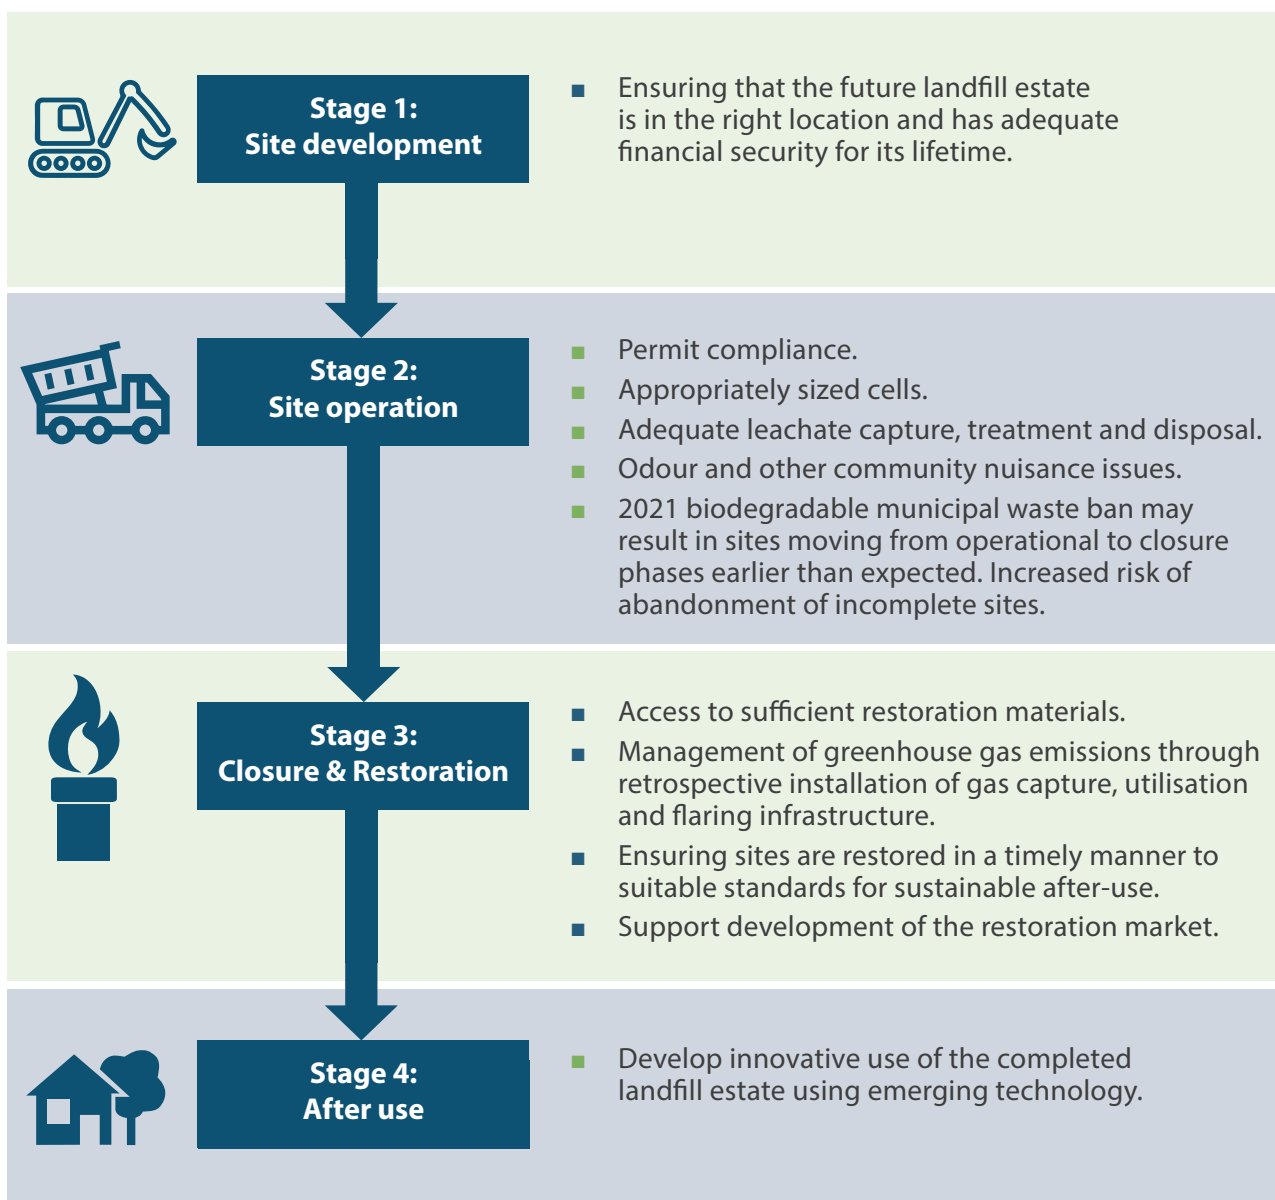 Stage 1:
Site development
■ Ensuring that the future landfill estate
is in the right location and has adequate
financial security for its lifetime.
Stage 2:
Site operation
■ Permit compliance.
■ Appropriately sized cells.
■ Adequate leachate capture, treatment and disposal.
■ Odour and other community nuisance issues.
■ 2021 biodegradable municipal waste ban may
result in sites moving from operational to closure
phases earlier than expected. Increased risk of
abandonment of incomplete sites.
Stage 3:
Closure & Restoration
■ Access to sufficient restoration materials.
■ Management of greenhouse gas emissions through
retrospective installation of gas capture, utilisation
and flaring infrastructure.
■ Ensuring sites are restored in a timely manner to
suitable standards for sustainable after-use.
■ Support development of the restoration market.
Stage 4:
After use
■ Develop innovative use of the completed
landfill estate using emerging technology.